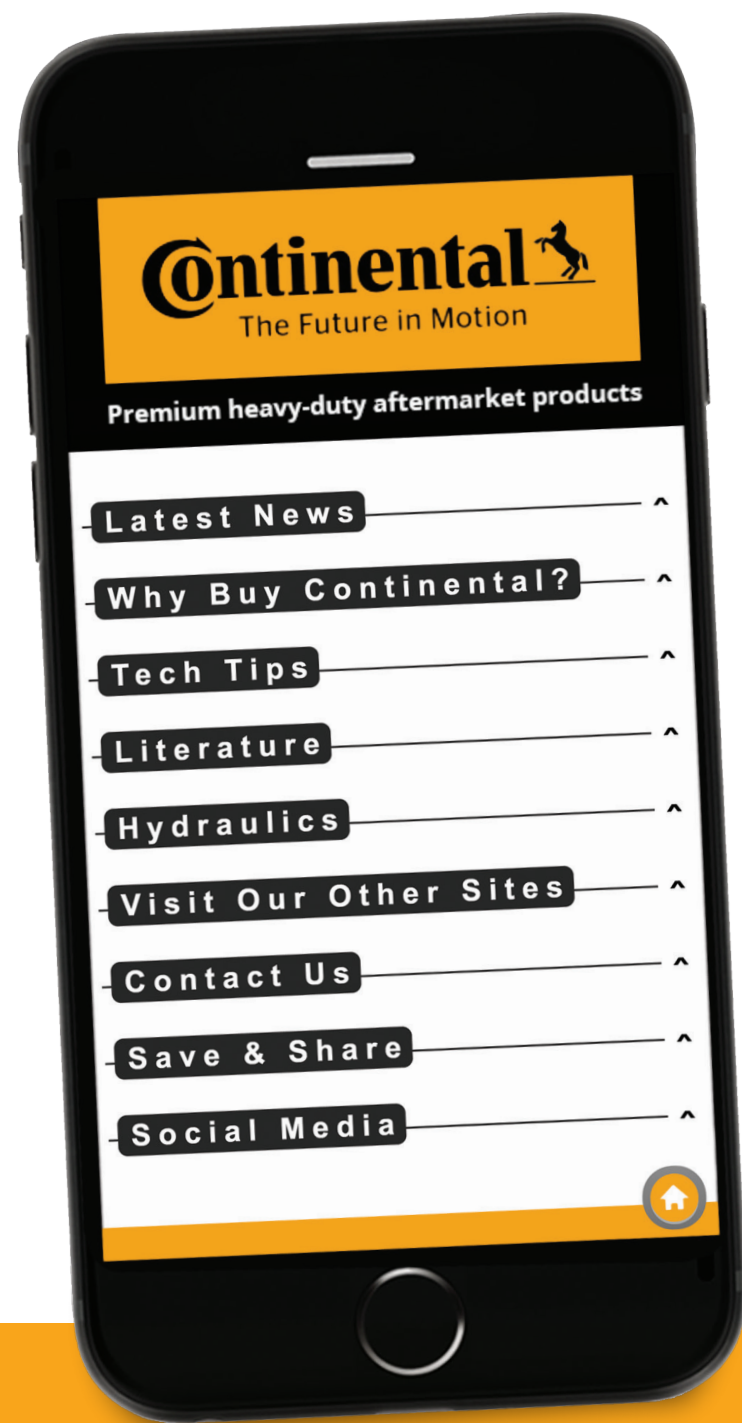 Continental
The Future in Motion
Premium heavy-duty aftermarket products
Latest News ^
Why Buy Continental? ^
Tech Tips ^
Literature ^
Hydraulics ^
Visit Our Other Sites ^
Contact Us ^
Save & Share ^
Social Media ^